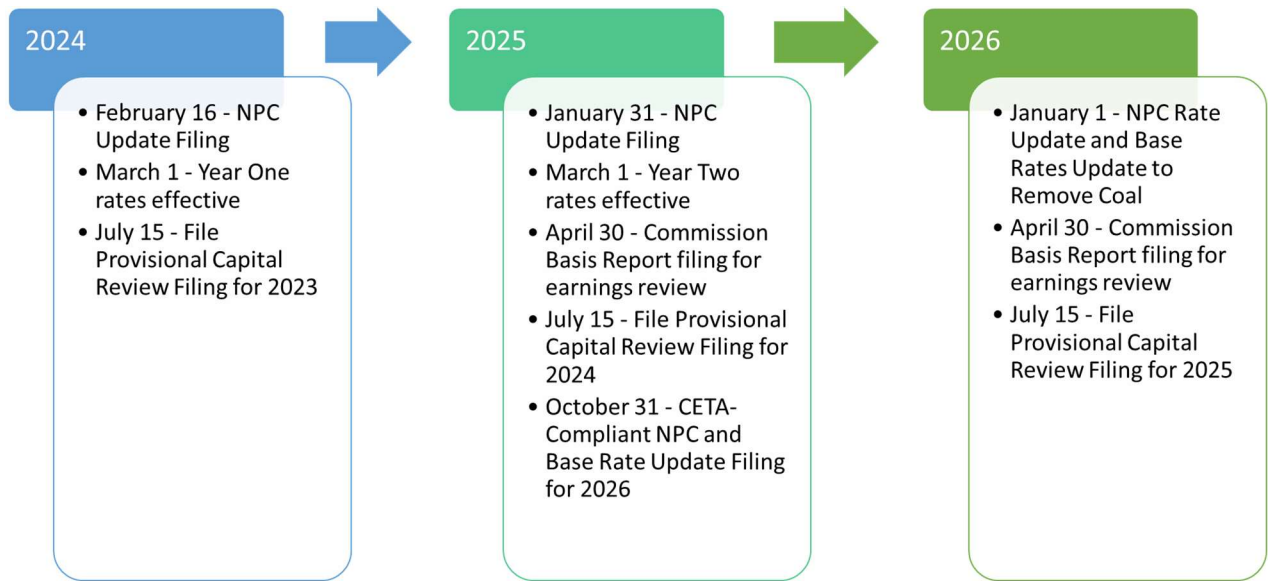 2024
• February 16 - NPC
Update Filing
• March 1 - Year One
rates effective
• July 15 - File
Provisional Capital
Review Filing for 2023
2025
• January 31 - NPC
Update Filing
• March 1 - Year Two
rates effective
• April 30 - Commission
Basis Report filing for
earnings review
• July 15 - File Provisional
Capital Review Filing for
2024
• October 31 - CETA-
Compliant NPC and
Base Rate Update Filing
for 2026
2026
• January 1 - NPC Rate
Update and Base
Rates Update to
Remove Coal
• April 30 - Commission
Basis Report filing for
earnings review
• July 15 - File
Provisional Capital
Review Filing for 2025